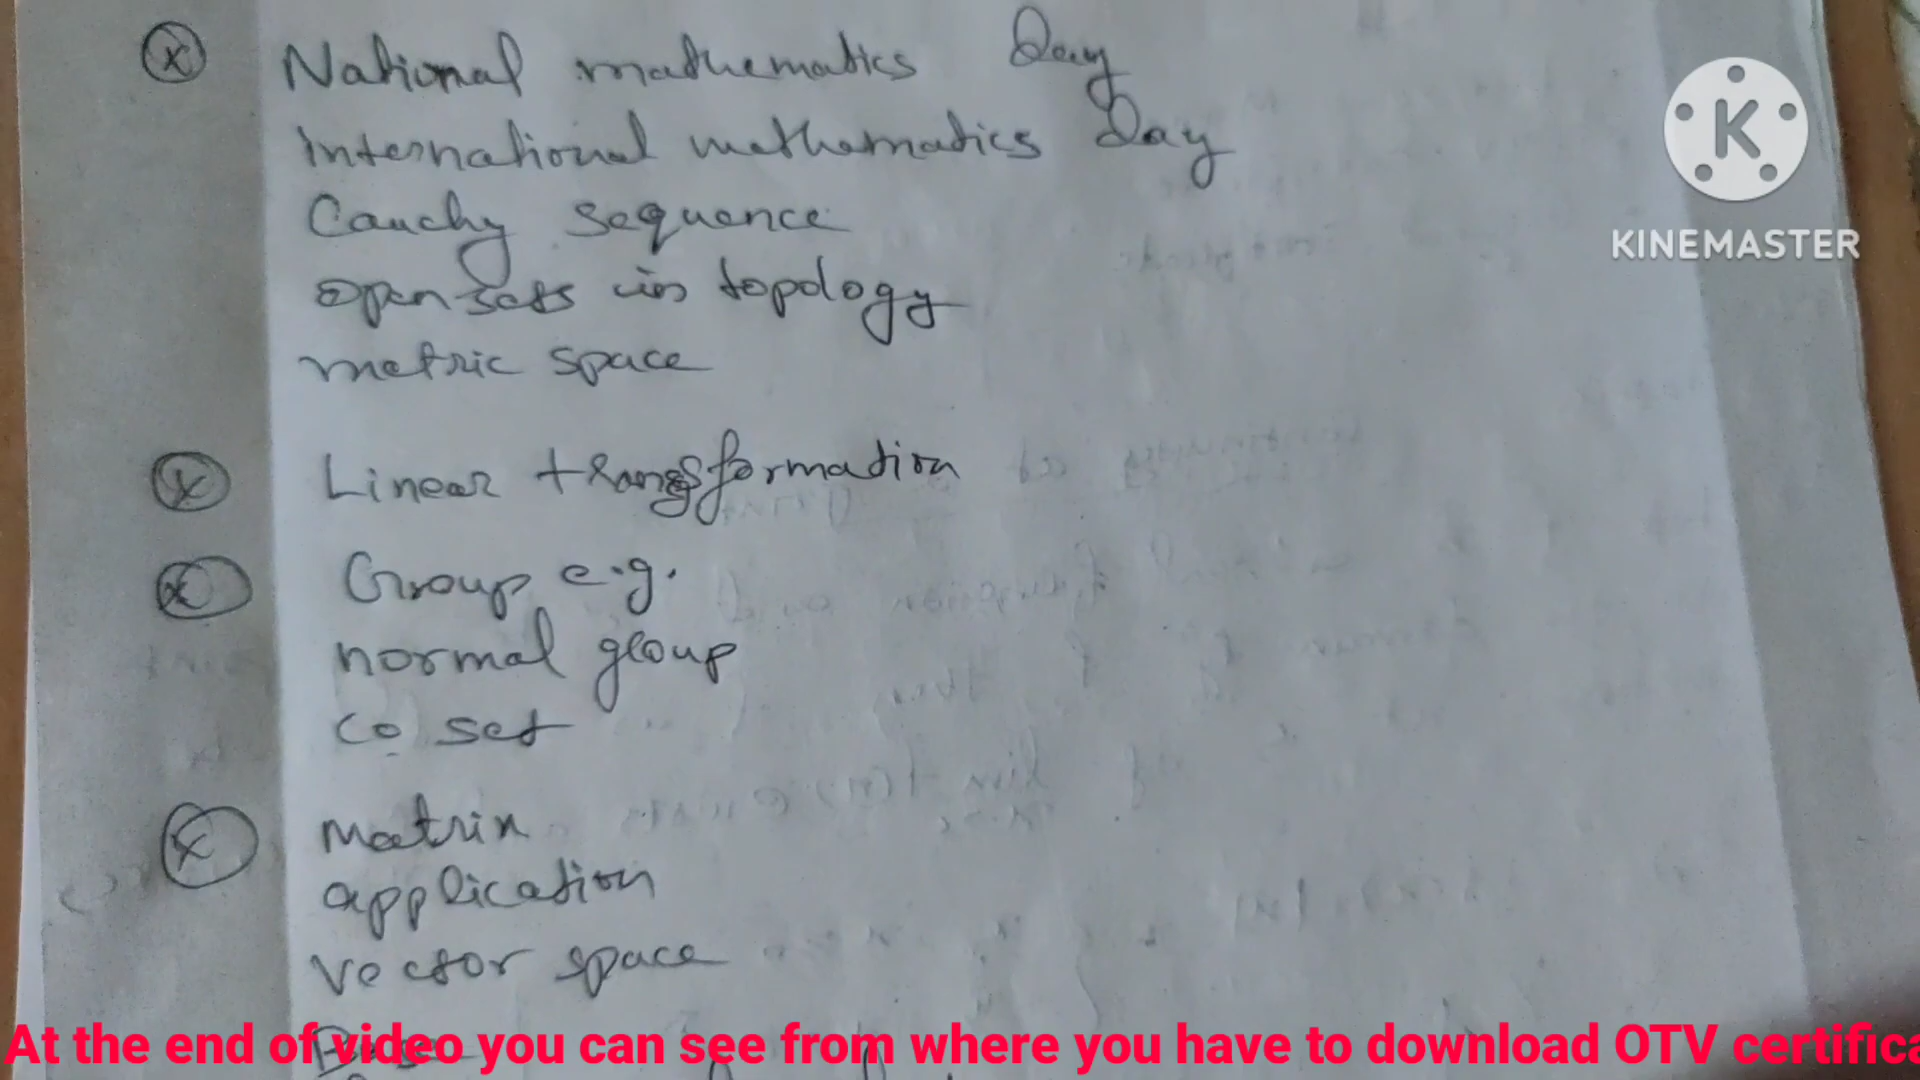 National mathematics Day
International mathematics Day
Cauchy sequence
open sets in topology
metric space
Linear transformation
Group e.g.
normal group
co set
Matrix
application
vector space
At the end of video you can see from where you have to download OTV certifica
K
KINEMASTER